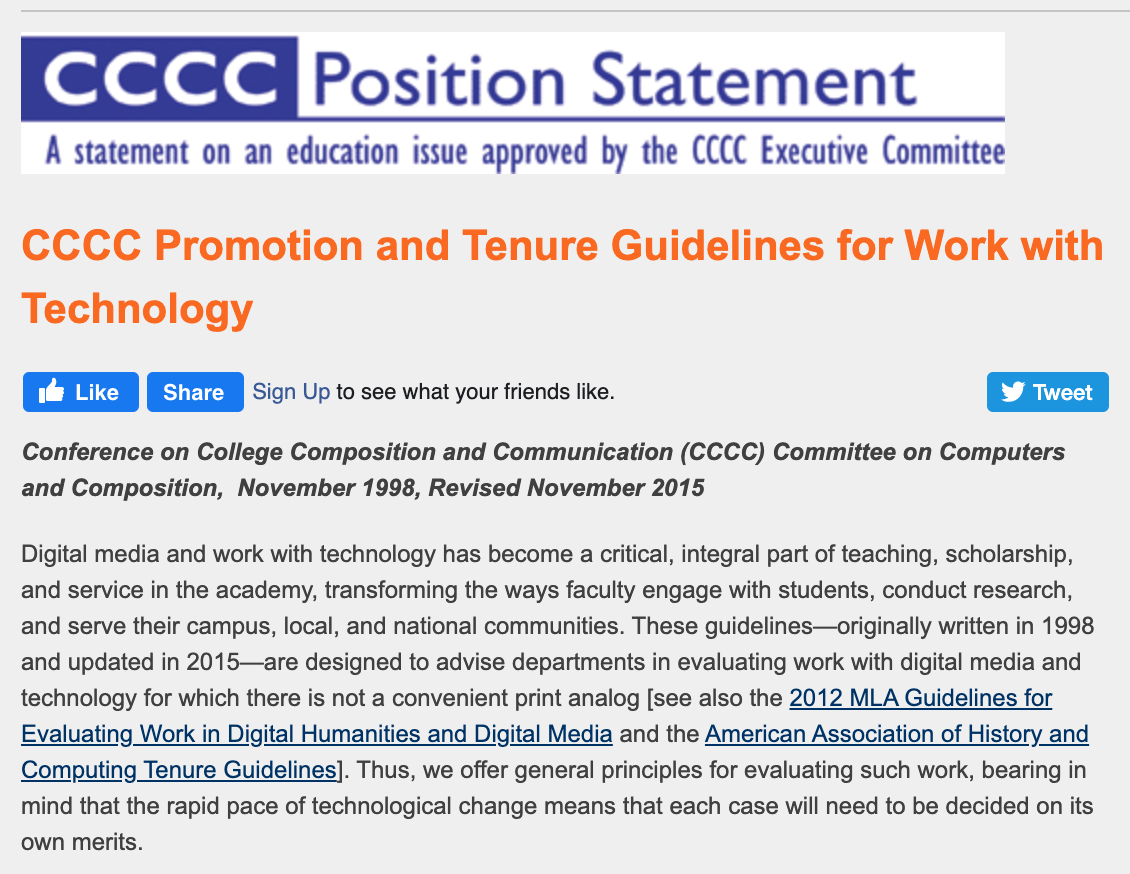 CCCC Position Statement
A statement on an education issue approved by the CCCC Executive Committee
CCCC Promotion and Tenure Guidelines for Work with
Technology
Like Share Sign Up to see what your friends like. Tweet
Conference on College Composition and Communication (CCCC) Committee on Computers
and Composition,  November 1998, Revised November 2015
Digital media and work with technology has become a critical, integral part of teaching, scholarship,
and service in the academy, transforming the ways faculty engage with students, conduct research,
and serve their campus, local, and national communities. These guidelines—originally written in 1998
and updated in 2015—are designed to advise departments in evaluating work with digital media and
technology for which there is not a convenient print analog [see also the 2012 MLA Guidelines for
Evaluating Work in Digital Humanities and Digital Media and the American Association of History and
Computing Tenure Guidelines]. Thus, we offer general principles for evaluating such work, bearing in
mind that the rapid pace of technological change means that each case will need to be decided on its
own merits.